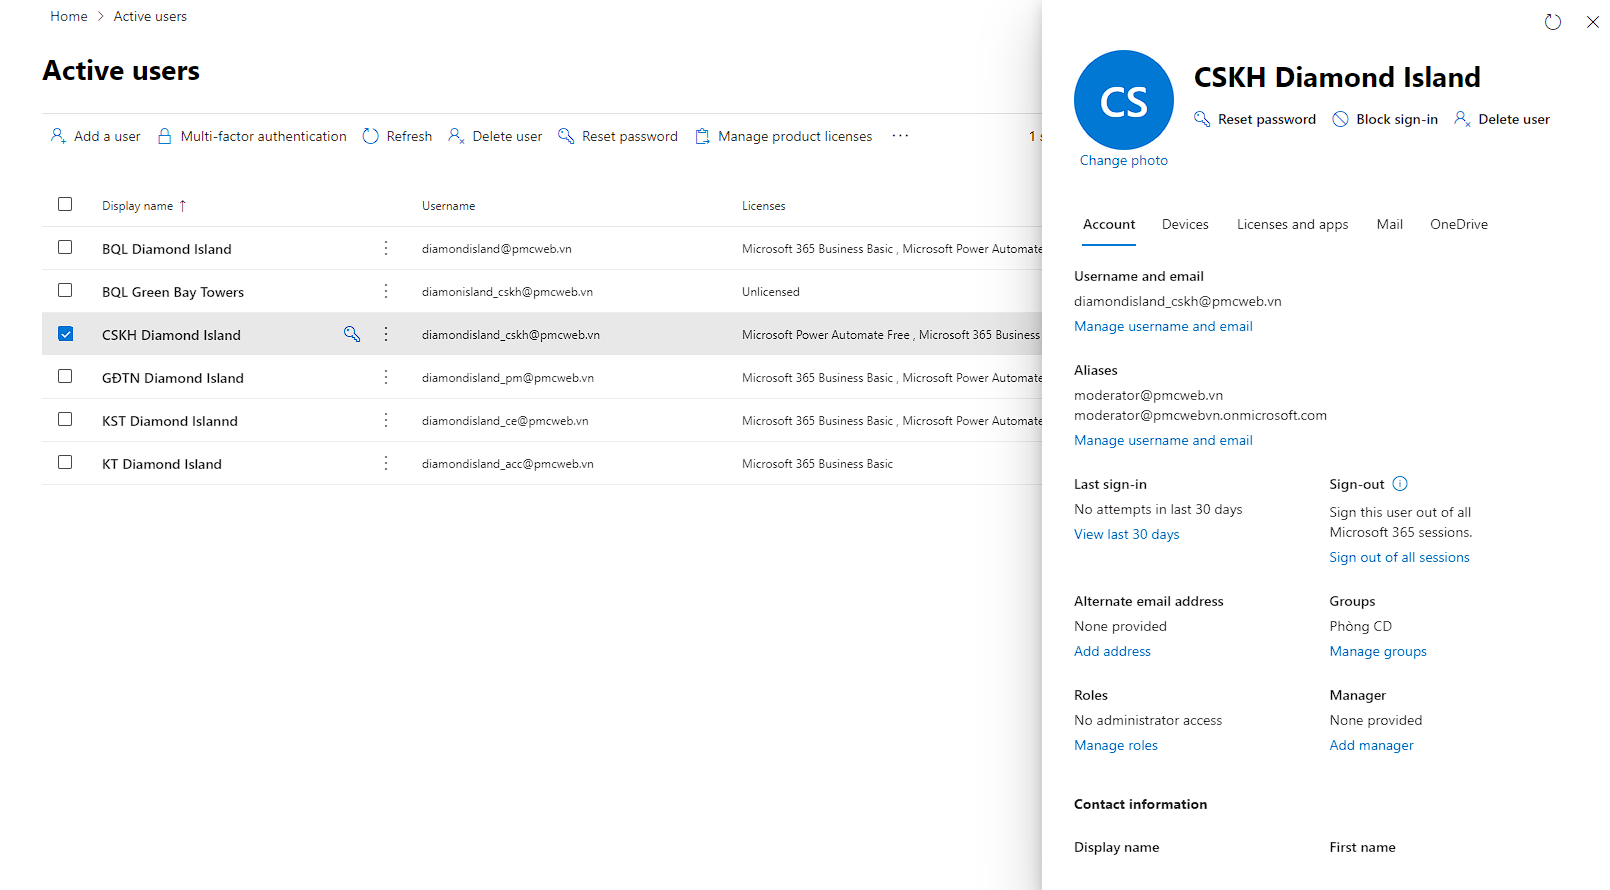 Home > Active users
Active users
Add a user Multi-factor authentication Refresh Delete user Reset password Manage product licenses ··· 1
Display name ↑ Username Licenses
BQL Diamond Island diamondisland@pmcweb.vn Microsoft 365 Business Basic , Microsoft Power Automate
BQL Green Bay Towers diamonisland_cskh@pmcweb.vn Unlicensed
CSKH Diamond Island diamondisland_cskh@pmcweb.vn Microsoft Power Automate Free , Microsoft 365 Business
GĐTN Diamond Island diamondisland_pm@pmcweb.vn Microsoft 365 Business Basic , Microsoft Power Automate
KST Diamond Islannd diamondisland_ce@pmcweb.vn Microsoft 365 Business Basic , Microsoft Power Automate
KT Diamond Island diamondisland_acc@pmcweb.vn Microsoft 365 Business Basic
CS
Change photo
CSKH Diamond Island
Reset password Block sign-in Delete user
Account Devices Licenses and apps Mail OneDrive
Username and email
diamondisland_cskh@pmcweb.vn
Manage username and email
Aliases
moderator@pmcweb.vn
moderator@pmcwebvn.onmicrosoft.com
Manage username and email
Last sign-in
No attempts in last 30 days
View last 30 days
Sign-out
Sign this user out of all
Microsoft 365 sessions.
Sign out of all sessions
Alternate email address
None provided
Add address
Groups
Phòng CD
Manage groups
Roles
No administrator access
Manage roles
Manager
None provided
Add manager
Contact information
Display name First name